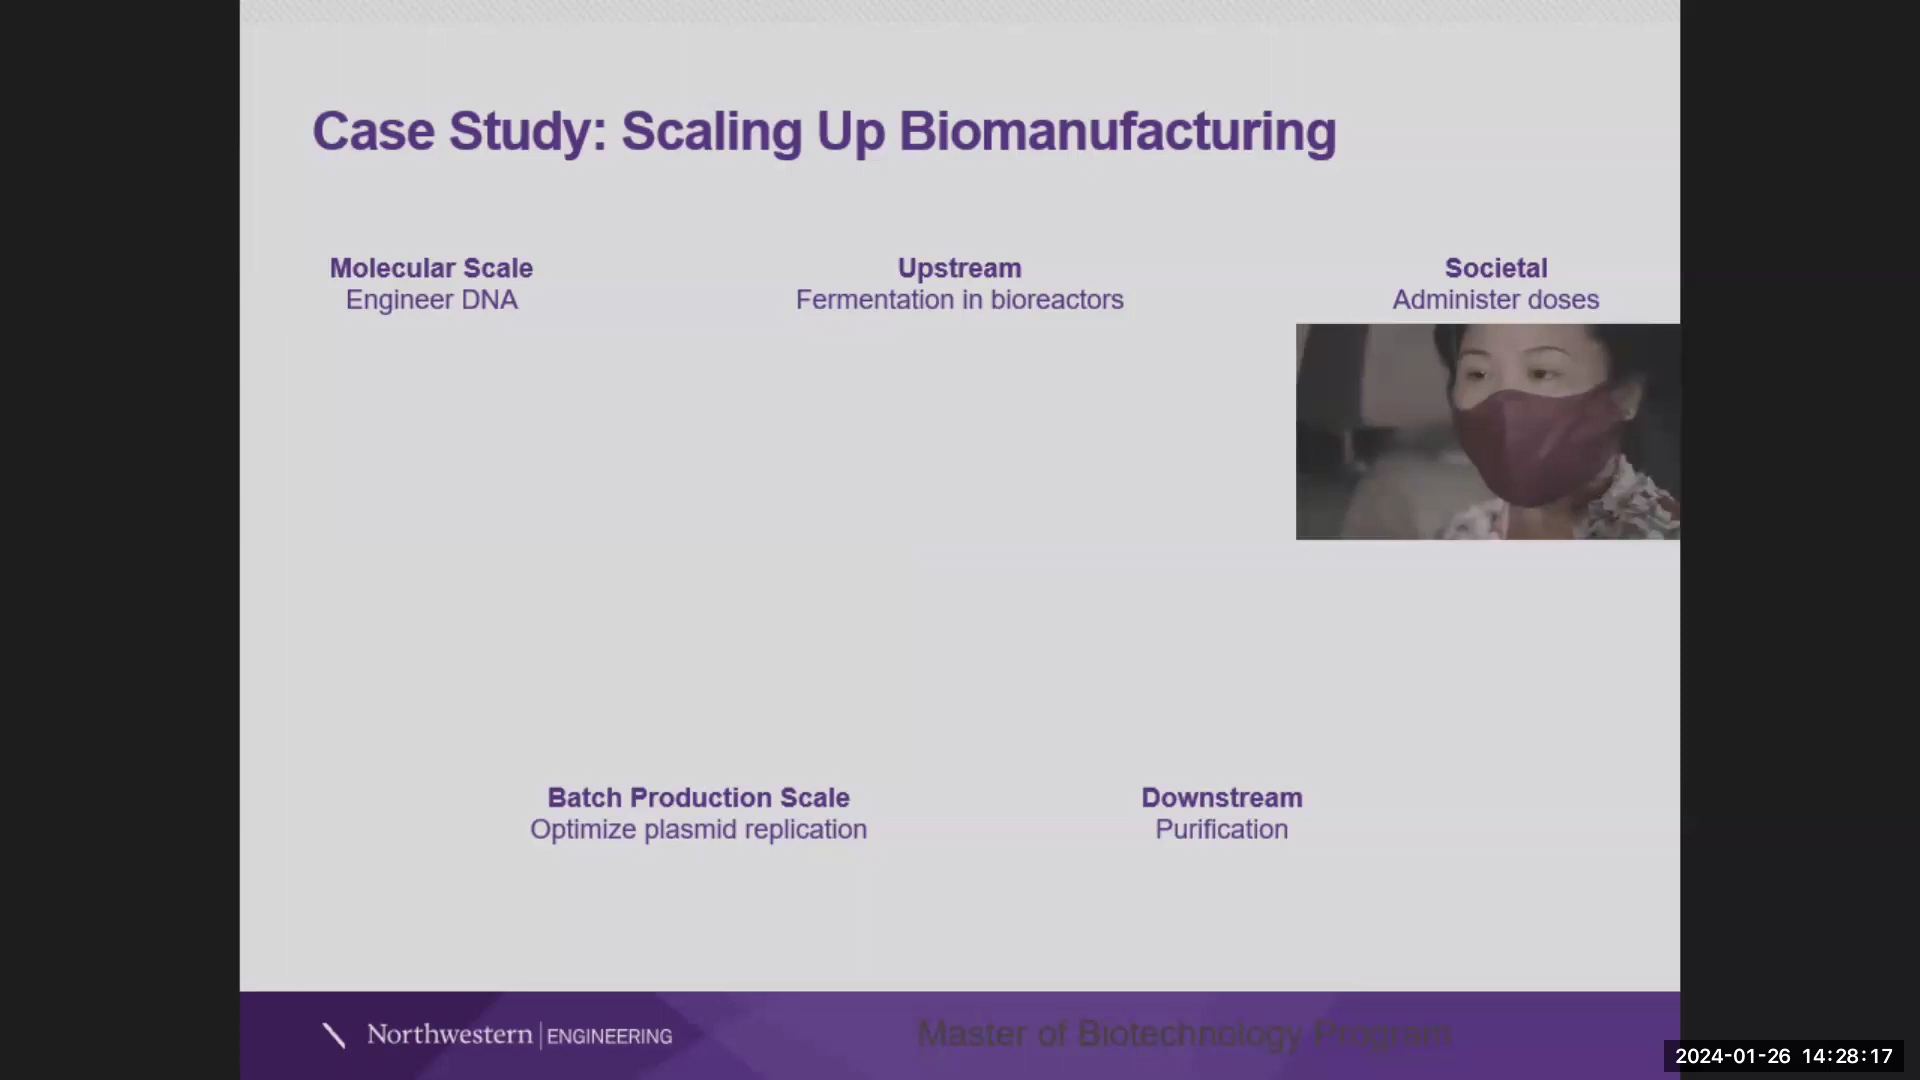 Case Study: Scaling Up Biomanufacturing
Molecular Scale
Engineer DNA
Upstream
Fermentation in bioreactors
Societal
Administer doses
Batch Production Scale
Optimize plasmid replication
Downstream
Purification
Northwestern | ENGINEERING
Master of Biotechnology Program
2024-01-26 14:28:17